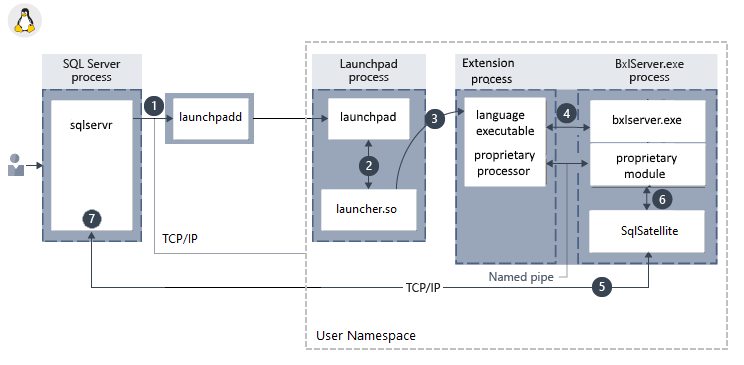 SQL Server
process
sqlservr
7
1
launchpadd
TCP/IP
Launchpad
process
launchpad
2
launcher.so
3
Extension
process
language
executable
proprietary
processor
4
BxlServer.exe
process
bxlserver.exe
proprietary
module
6
SqlSatellite
Named pipe
TCP/IP
5
User Namespace